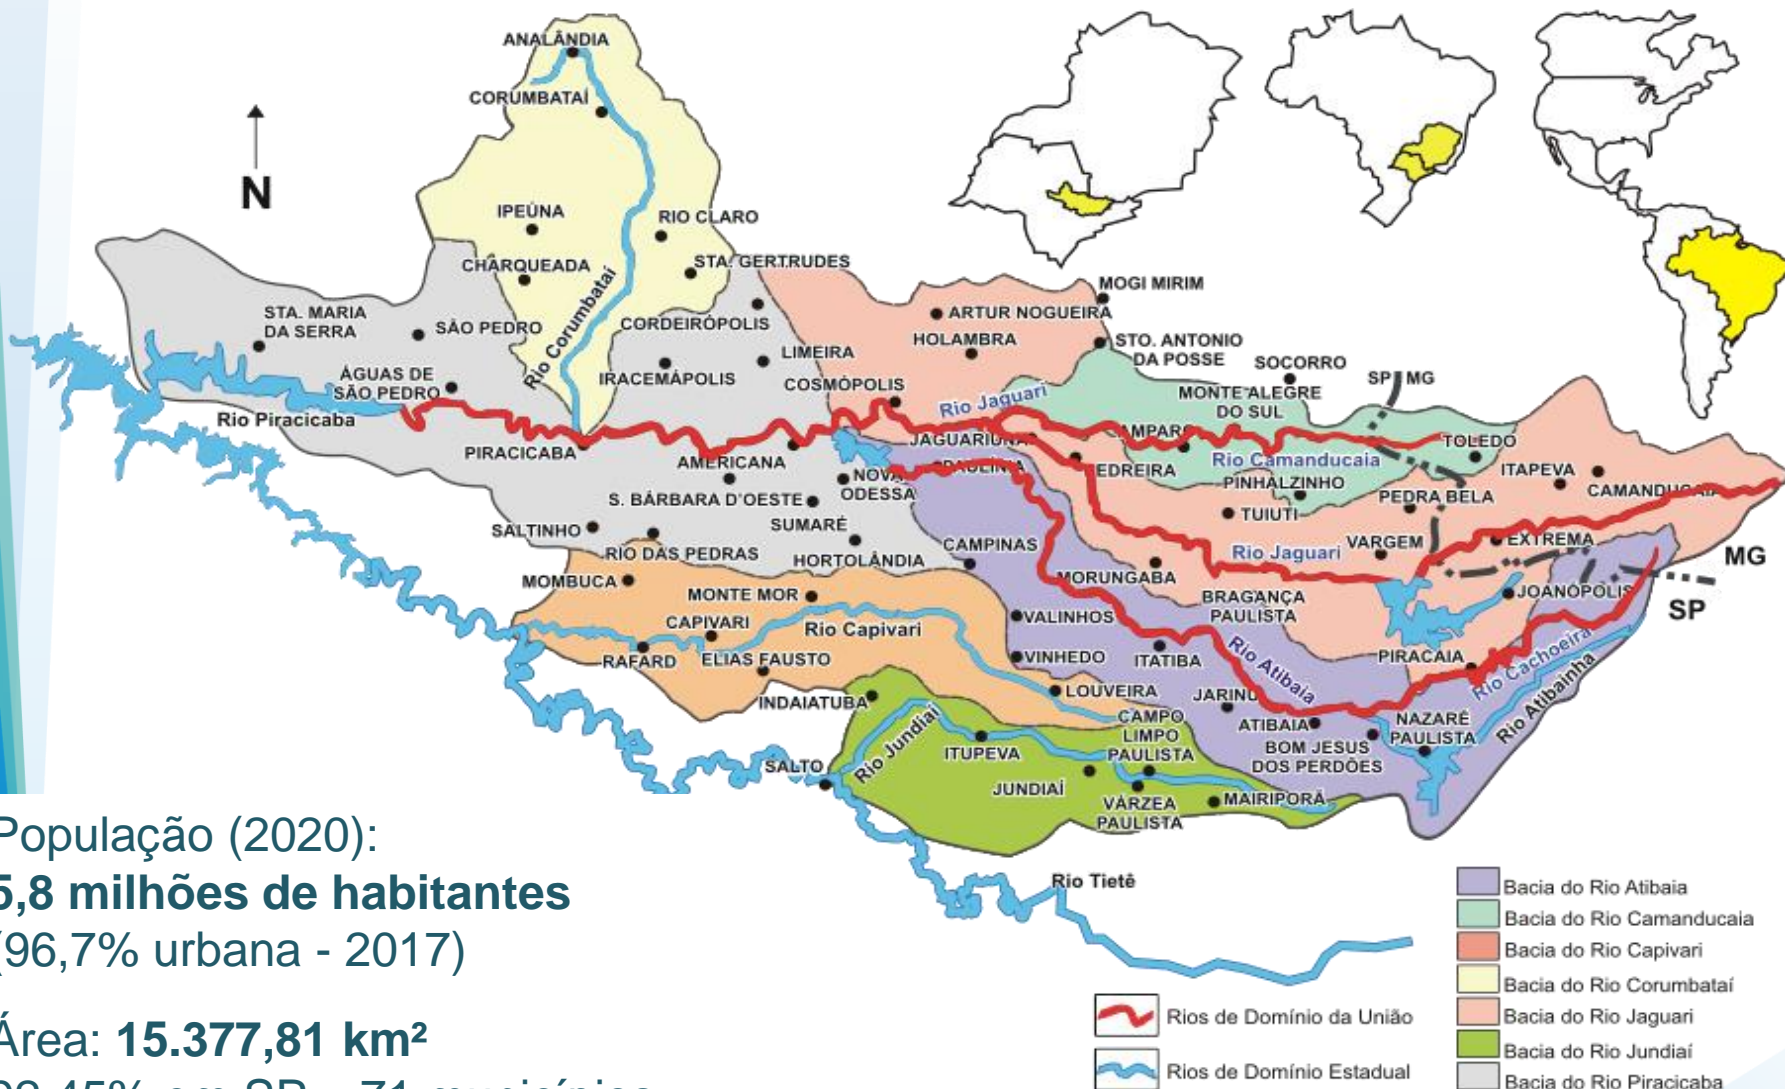 ANALÂNDIA
CORUMBATAÍ
N
IPEÚNA
RIO CLARO
CHARQUEADA
STA. GERTRUDES
Rio Corumbataí
MOGI MIRIM
STA. MARIA
DA SERRA
SÃO PEDRO
CORDEIRÓPOLIS
ARTUR NOGUEIRA
HOLAMBRA
STO. ANTONIO
DA POSSE
SOCORRO
LIMEIRA
ÁGUAS DE
SÃO PEDRO
IRACEMÁPOLIS
COSMÓPOLIS
SP
MG
MONTE ALEGRE
DO SUL
Rio Jaguari
Rio Piracicaba
JAGUARIUNA
AMPARO
TOLEDO
PIRACICABA
AMERICANA
PAULÍNIA
EDREIRA
Rio Camanducaia
ITAPEVA
NOVA
ODESSA
PINHALZINHO
PEDRA BELA
CAMANDUCAIA
S. BÁRBARA D'OESTE
SUMARÉ
TUIUTI
SALTINHO
RIO DAS PEDRAS
HORTOLÂNDIA
CAMPINAS
Rio Jaguari
VARGEM
EXTREMA
MG
MOMBUCA
MONTE MOR
MORUNGABA
BRAGANÇA
PAULISTA
JOANÓPOLIS
SP
CAPIVARI
Rio Capivari
VALINHOS
RAFARD
ELIAS FAUSTO
VINHEDO
ITATIBA
Rio Atibaia
PIRACAIA
Rio Cachoeira
INDAIATUBA
LOUVEIRA
JARINU
Rio Atibainha
Rio Jundiaí
CAMPO
LIMPO
PAULISTA
ATIBAIA
NAZARÉ
PAULISTA
ITUPEVA
BOM JESUS
DOS PERDÕES
SALTO
JUNDIAÍ
VÁRZEA
PAULISTA
MAIRIPORÃ
População (2020):
5,8 milhões de habitantes
(96,7% urbana - 2017)
Área: 15.377,81 km²
Rio Tietê
Rios de Domínio da União
Rios de Domínio Estadual
Bacia do Rio Atibaia
Bacia do Rio Camanducaia
Bacia do Rio Capivari
Bacia do Rio Corumbataí
Bacia do Rio Jaguari
Bacia do Rio Jundiaí
Bacia do Rio Piracicaba